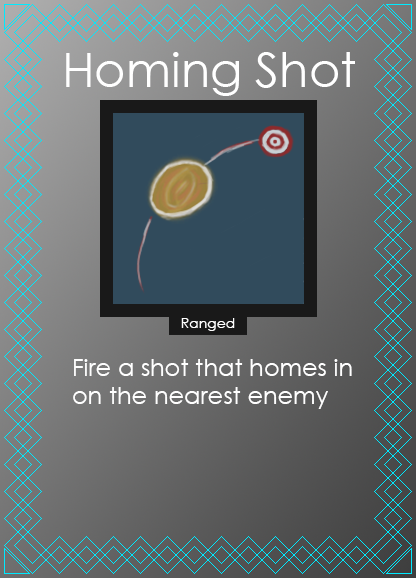 Homing Shot
Ranged
Fire a shot that homes in
on the nearest enemy